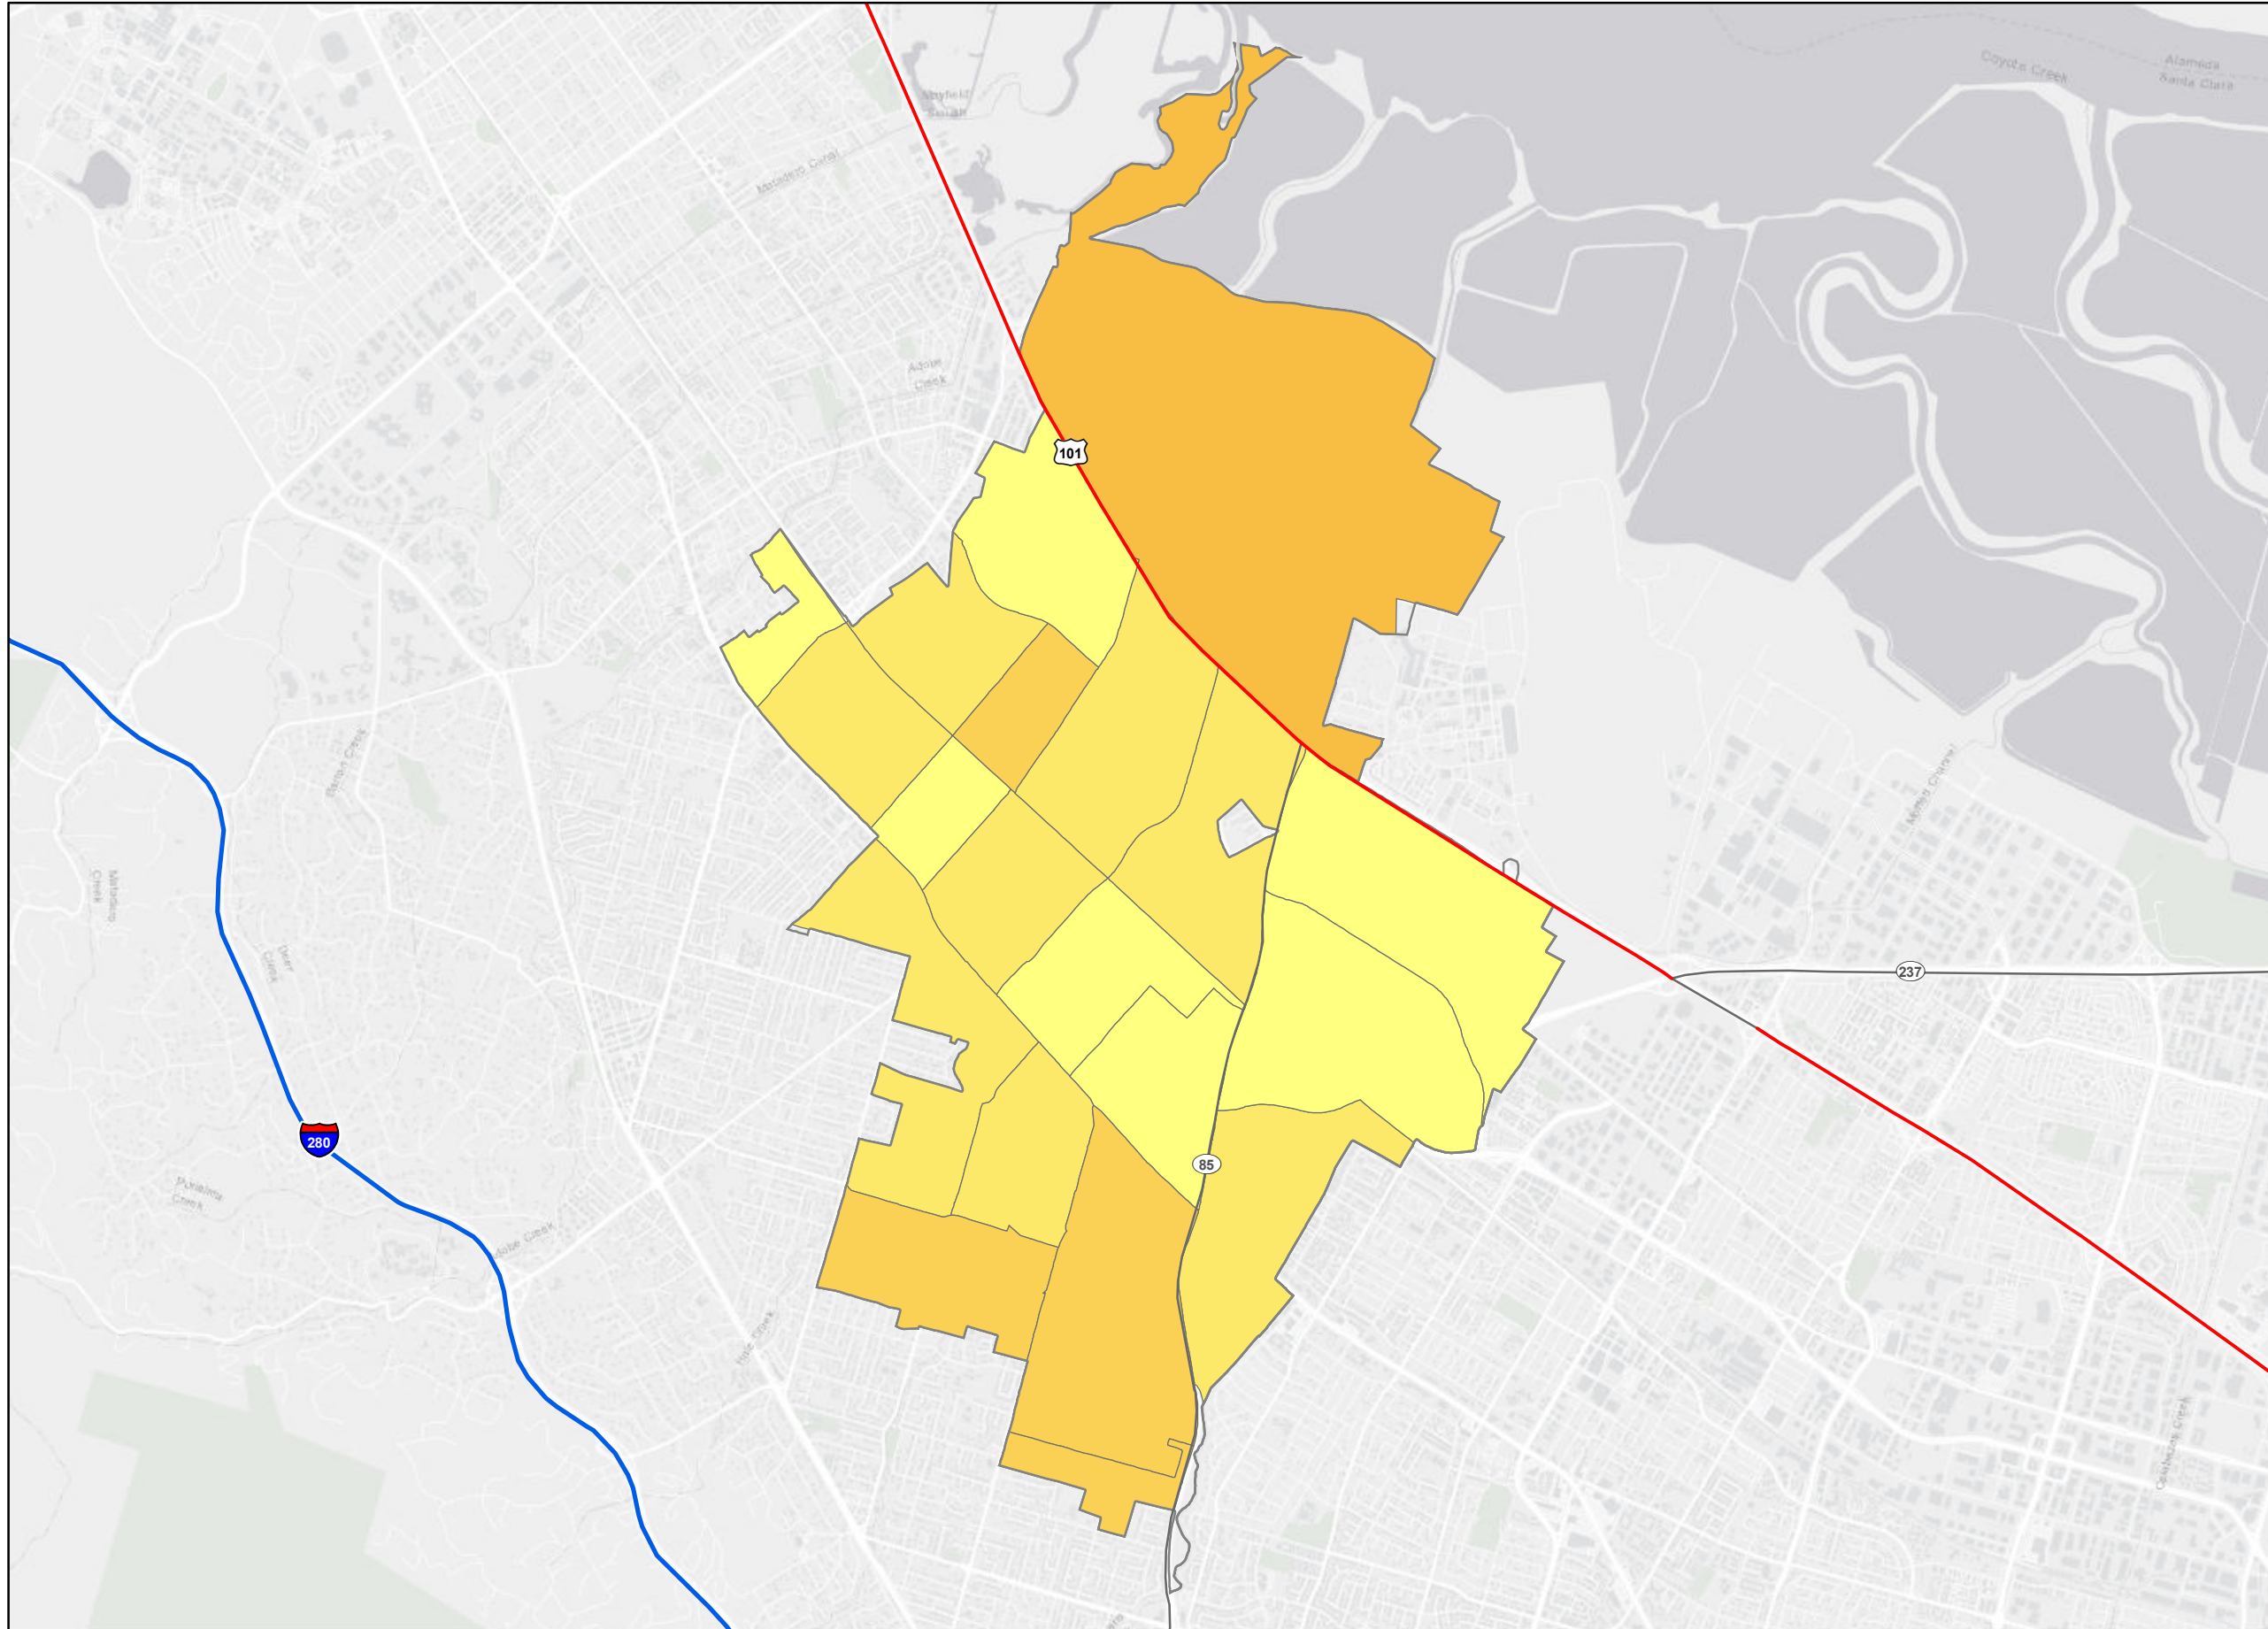 Coyote Creek
Alameda
Santa Clara
Mayfield
Slough
Matadero Canal
Adobe
Creek
101
Barron Creek
Moffett Channel
Matadero
Creek
Deer
Creek
237
280
85
Purissima
Creek
Adobe Creek
Hale Creek
Calabazas Creek